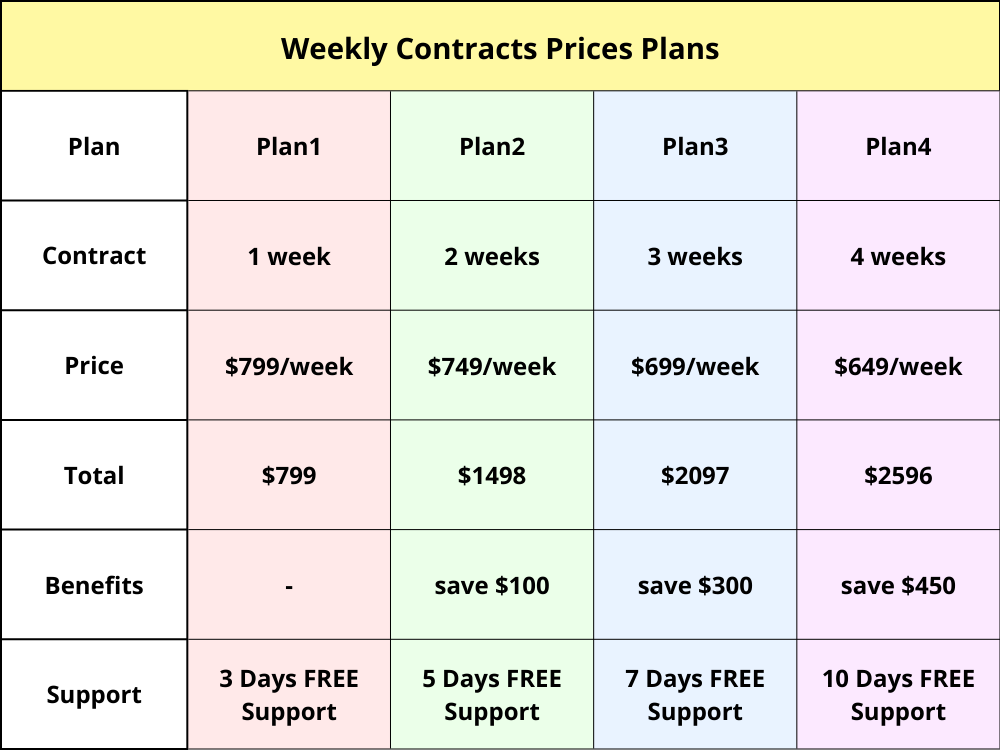 Weekly Contracts Prices Plans
Plan Plan1 Plan2 Plan3 Plan4
Contract 1 week 2 weeks 3 weeks 4 weeks
Price $799/week $749/week $699/week $649/week
Total $799 $1498 $2097 $2596
Benefits - save $100 save $300 save $450
Support 3 Days FREE Support 5 Days FREE Support 7 Days FREE Support 10 Days FREE Support